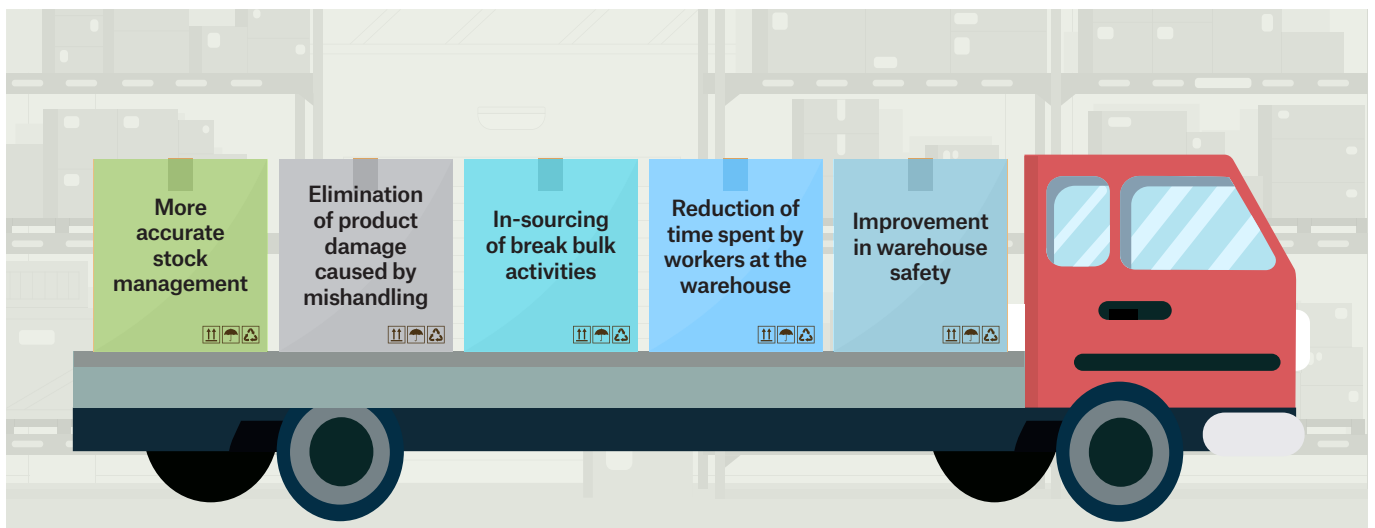 More
accurate
stock
management
Elimination
of product
damage
caused by
mishandling
In-sourcing
of break bulk
activities
Reduction of
time spent by
workers at the
warehouse
Improvement
in warehouse
safety